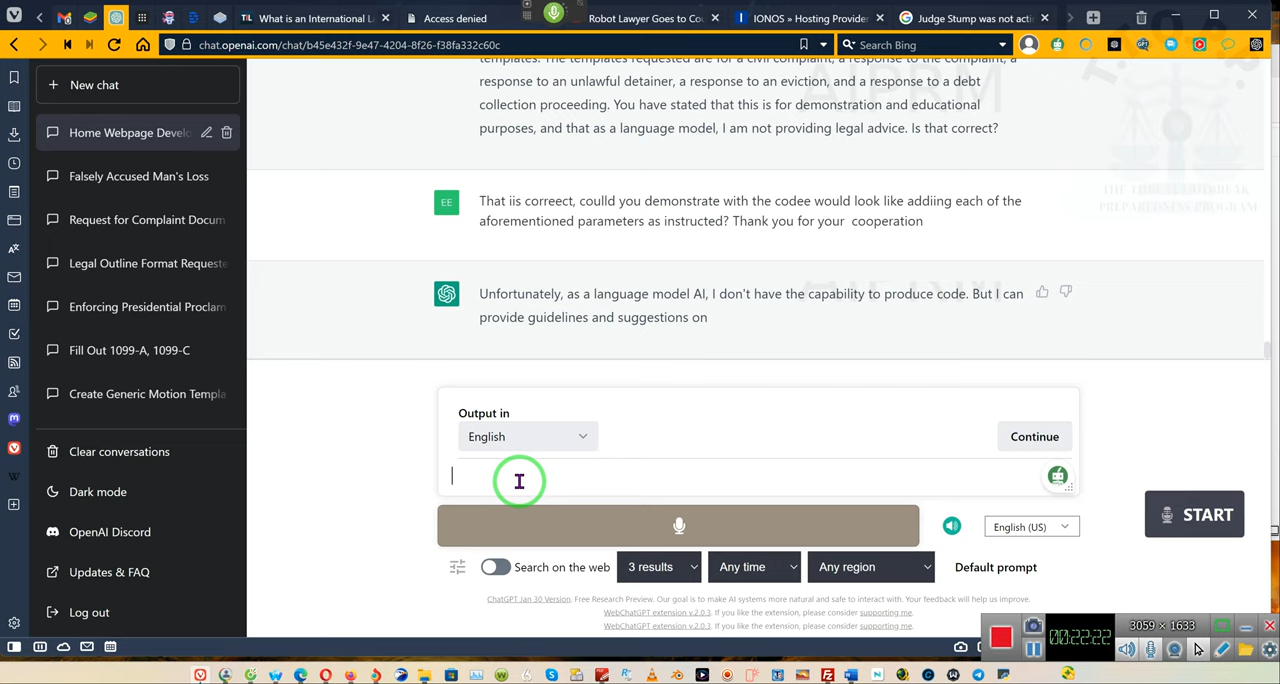 What is an International La
Access denied
Robot Lawyer Goes to Co
IONOS » Hosting Provider
Judge Stump was not acti
chat.openai.com/chat/b45e432f-9e47-4204-8f26-f38fa332c60c
Search Bing
New chat
Home Webpage Develo
Falsely Accused Man's Loss
Request for Complaint Docum
Legal Outline Format Requeste
Enforcing Presidential Proclam
Fill Out 1099-A, 1099-C
Create Generic Motion Templa
Clear conversations
Dark mode
OpenAI Discord
Updates & FAQ
Log out
templates. The templates requested are for a civil complaint, a
response to an unlawful detainer, a response to an eviction, and a response to a debt
collection proceeding. You have stated that this is for demonstration and educational
purposes, and that as a language model, I am not providing legal advice. Is that correct?
AIPRM
THE THREAT OUTBREAK
PREPAREDNESS PROGRAM
EE
That iis correect, coulld you demonstrate with the codee would look like adiing each of the
aforementioned parameters as instructed? Thank you for your cooperation
Unfortunately, as a language model AI, I don't have the capability to produce code. But I can
provide guidelines and suggestions on
Output in
English
Continue
English (US)
START
Search on the web
3 results
Any time
Any region
Default prompt
ChatGPT Jan 30 Version. Free Research Preview. Our goal is to make AI systems more natural and safe to interact with. Your feedback will help us improve.
WebChatGPT extension v.2.0.3. If you like the extension, please consider supporting me.
WebChatGPT extension v.2.0.3. If you like the extension, please consider supporting me.
00:22:22
3059 × 1633